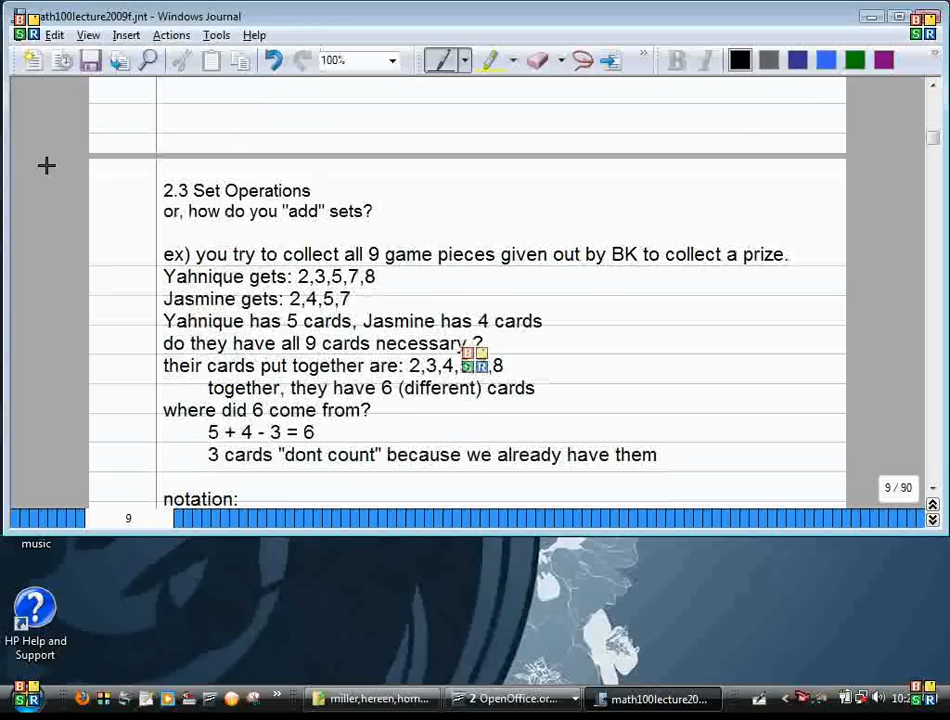 math100lecture2009f.jnt - Windows Journal
Edit View Insert Actions Tools Help
100%
2.3 Set Operations
or, how do you "add" sets?
ex) you try to collect all 9 game pieces given out by BK to collect a prize.
Yahnique gets: 2,3,5,7,8
Jasmine gets: 2,4,5,7
Yahnique has 5 cards, Jasmine has 4 cards
do they have all 9 cards necessary ?
their cards put together are: 2,3,4, ,8
together, they have 6 (different) cards
where did 6 come from?
5 + 4 - 3 = 6
3 cards "dont count" because we already have them
notation:
9 / 90
9
music
HP Help and
Support
miller,hereen,horn...
2 OpenOffice.or...
math100lecture20...